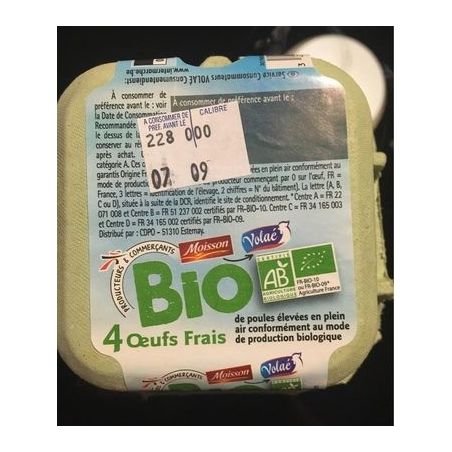 www.intermarche.be
Service Consommateurs VOLAÉ
À consommer de
préférence avant le : voir
la Date de Consommation
Recommandée
le dessus de la
conserver au
après achat.
catégorie A.
garantis Origine
mode de production
À consommer de préférence avant le :
A CONSOMMER DE
PREF. AVANT LE
CALIBRE
228 000
07 09
en plein air conformément au
producteur commençant par 0 sur l'œuf, FR =
France, 3 lettres = identification de l'élevage, 2 chiffres = N° du bâtiment). La lettre (A, B,
C ou D), située à la suite de la DCR, identifie le site de conditionnement. *Centre A = FR 22
071 008 et Centre B = FR 51 237 002 certifiés par FR-BIO-10. Centre C = FR 34 165 003
et Centre D = FR 34 165 003 certifiés par FR-BIO-09.
Distribué par : CDPO - 51310 Esternay.
PRODUCTEURS & COMMERÇANTS
Moisson
Volaé
BIO
CERTIFIÉ
AB
AGRICULTURE
BIOLOGIQUE
FR-BIO-10
ou FR-BIO-09*
Agriculture France
4 Œufs Frais
de poules élevées en plein
air conformément au mode
de production biologique
COMMERÇANTS
Moisson
Volaé